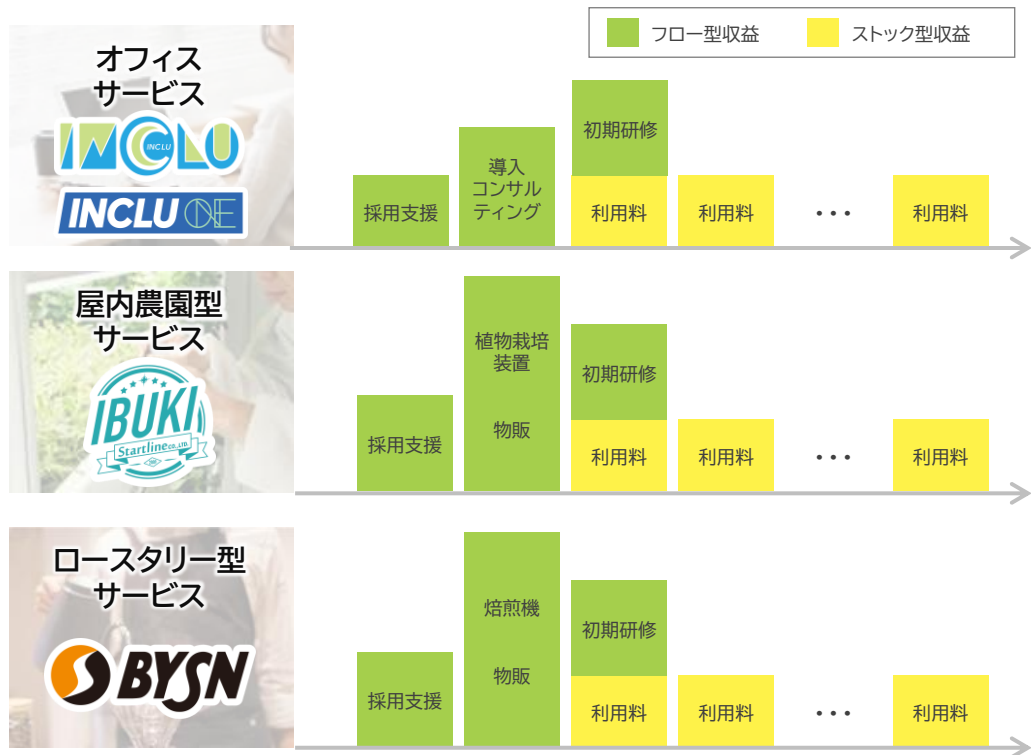 フロー型収益
ストック型収益
オフィス
サービス
INCLU
INCLU
INCLU ONE
採用支援
導入
コンサル
ティング
初期研修
利用料
利用料
・・・
利用料
屋内農園型
サービス
IBUKI
Startline CO.,LTD.
採用支援
植物栽培
装置
物販
初期研修
利用料
利用料
・・・
利用料
ロースタリー型
サービス
BYSN
採用支援
焙煎機
物販
初期研修
利用料
利用料
・・・
利用料